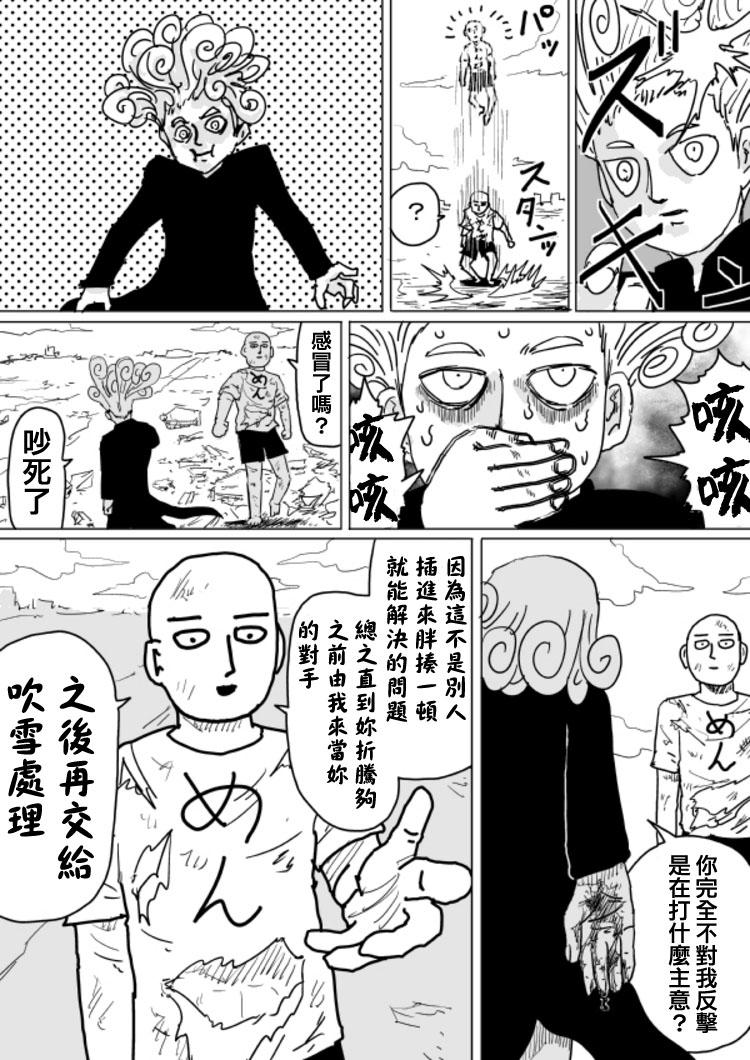 ズ
キン
パッ
スタンッ
？
咳
咳
咳
咳
感冒了嗎？
めん
吵死了
你完全不對我反擊
是在打什麼主意？
めん
因為這不是別人
插進來胖揍一頓
就能解決的問題
總之直到妳折騰夠
之前由我來當妳
的對手
めん
之後再交給
吹雪處理